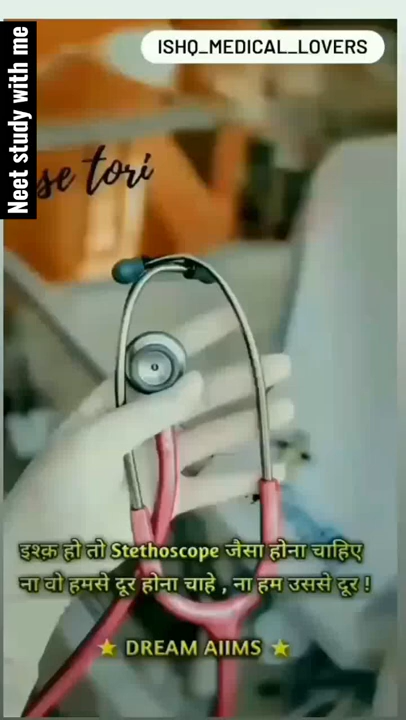 ISHQ_MEDICAL_LOVERS
Neet study with me
se tori
इश्क़ हो तो Stethoscope जैसा होना चाहिए
ना वो हमसे दूर होना चाहे , ना हम उससे दूर !
⭐ DREAM AIIMS ⭐